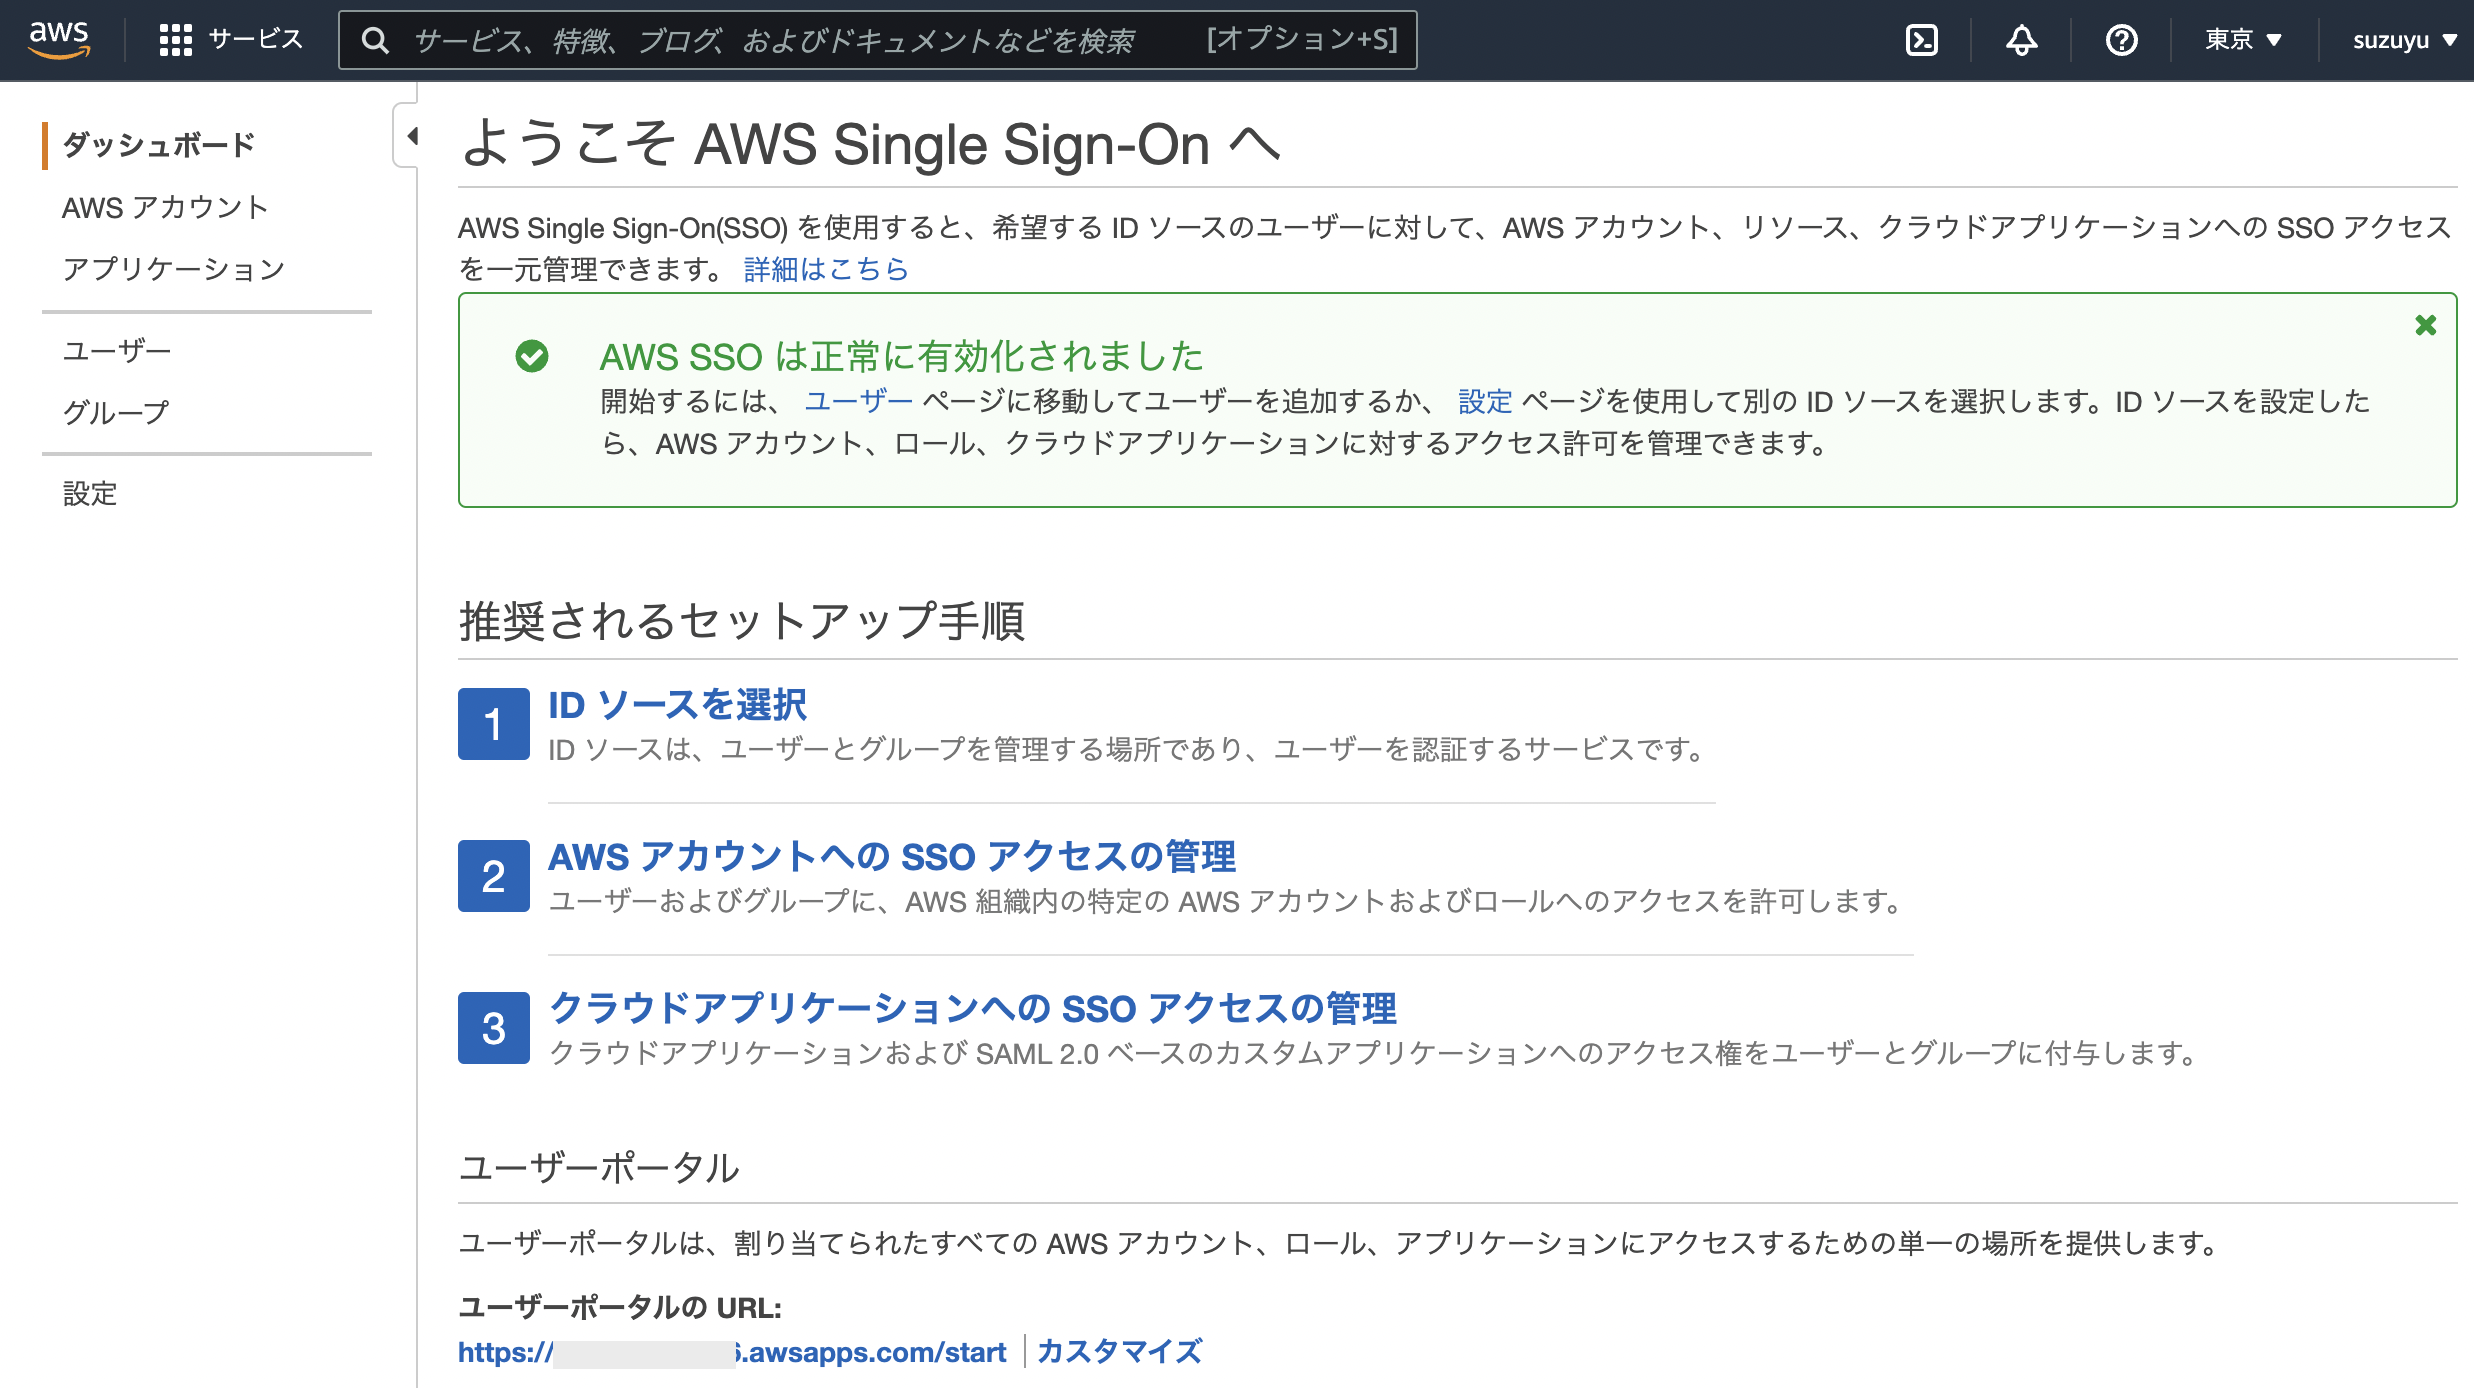 aws
サービス
サービス、特徴、ブログ、およびドキュメントなどを検索
[オプション+S]
東京
suzuyu
ダッシュボード
AWS アカウント
アプリケーション
ユーザー
グループ
設定
ようこそ AWS Single Sign-On へ
AWS Single Sign-On(SSO) を使用すると、希望する ID ソースのユーザーに対して、AWS アカウント、リソース、クラウドアプリケーションへの SSO アクセス
を一元管理できます。 詳細はこちら
AWS SSO は正常に有効化されました
開始するには、 ユーザー ページに移動してユーザーを追加するか、 設定 ページを使用して別の ID ソースを選択します。ID ソースを設定した
ら、AWS アカウント、ロール、クラウドアプリケーションに対するアクセス許可を管理できます。
推奨されるセットアップ手順
1
ID ソースを選択
ID ソースは、ユーザーとグループを管理する場所であり、ユーザーを認証するサービスです。
2
AWS アカウントへの SSO アクセスの管理
ユーザーおよびグループに、AWS 組織内の特定の AWS アカウントおよびロールへのアクセスを許可します。
3
クラウドアプリケーションへの SSO アクセスの管理
クラウドアプリケーションおよび SAML 2.0 ベースのカスタムアプリケーションへのアクセス権をユーザーとグループに付与します。
ユーザーポータル
ユーザーポータルは、割り当てられたすべての AWS アカウント、ロール、アプリケーションにアクセスするための単一の場所を提供します。
ユーザーポータルの URL:
https:// .awsapps.com/start カスタマイズ